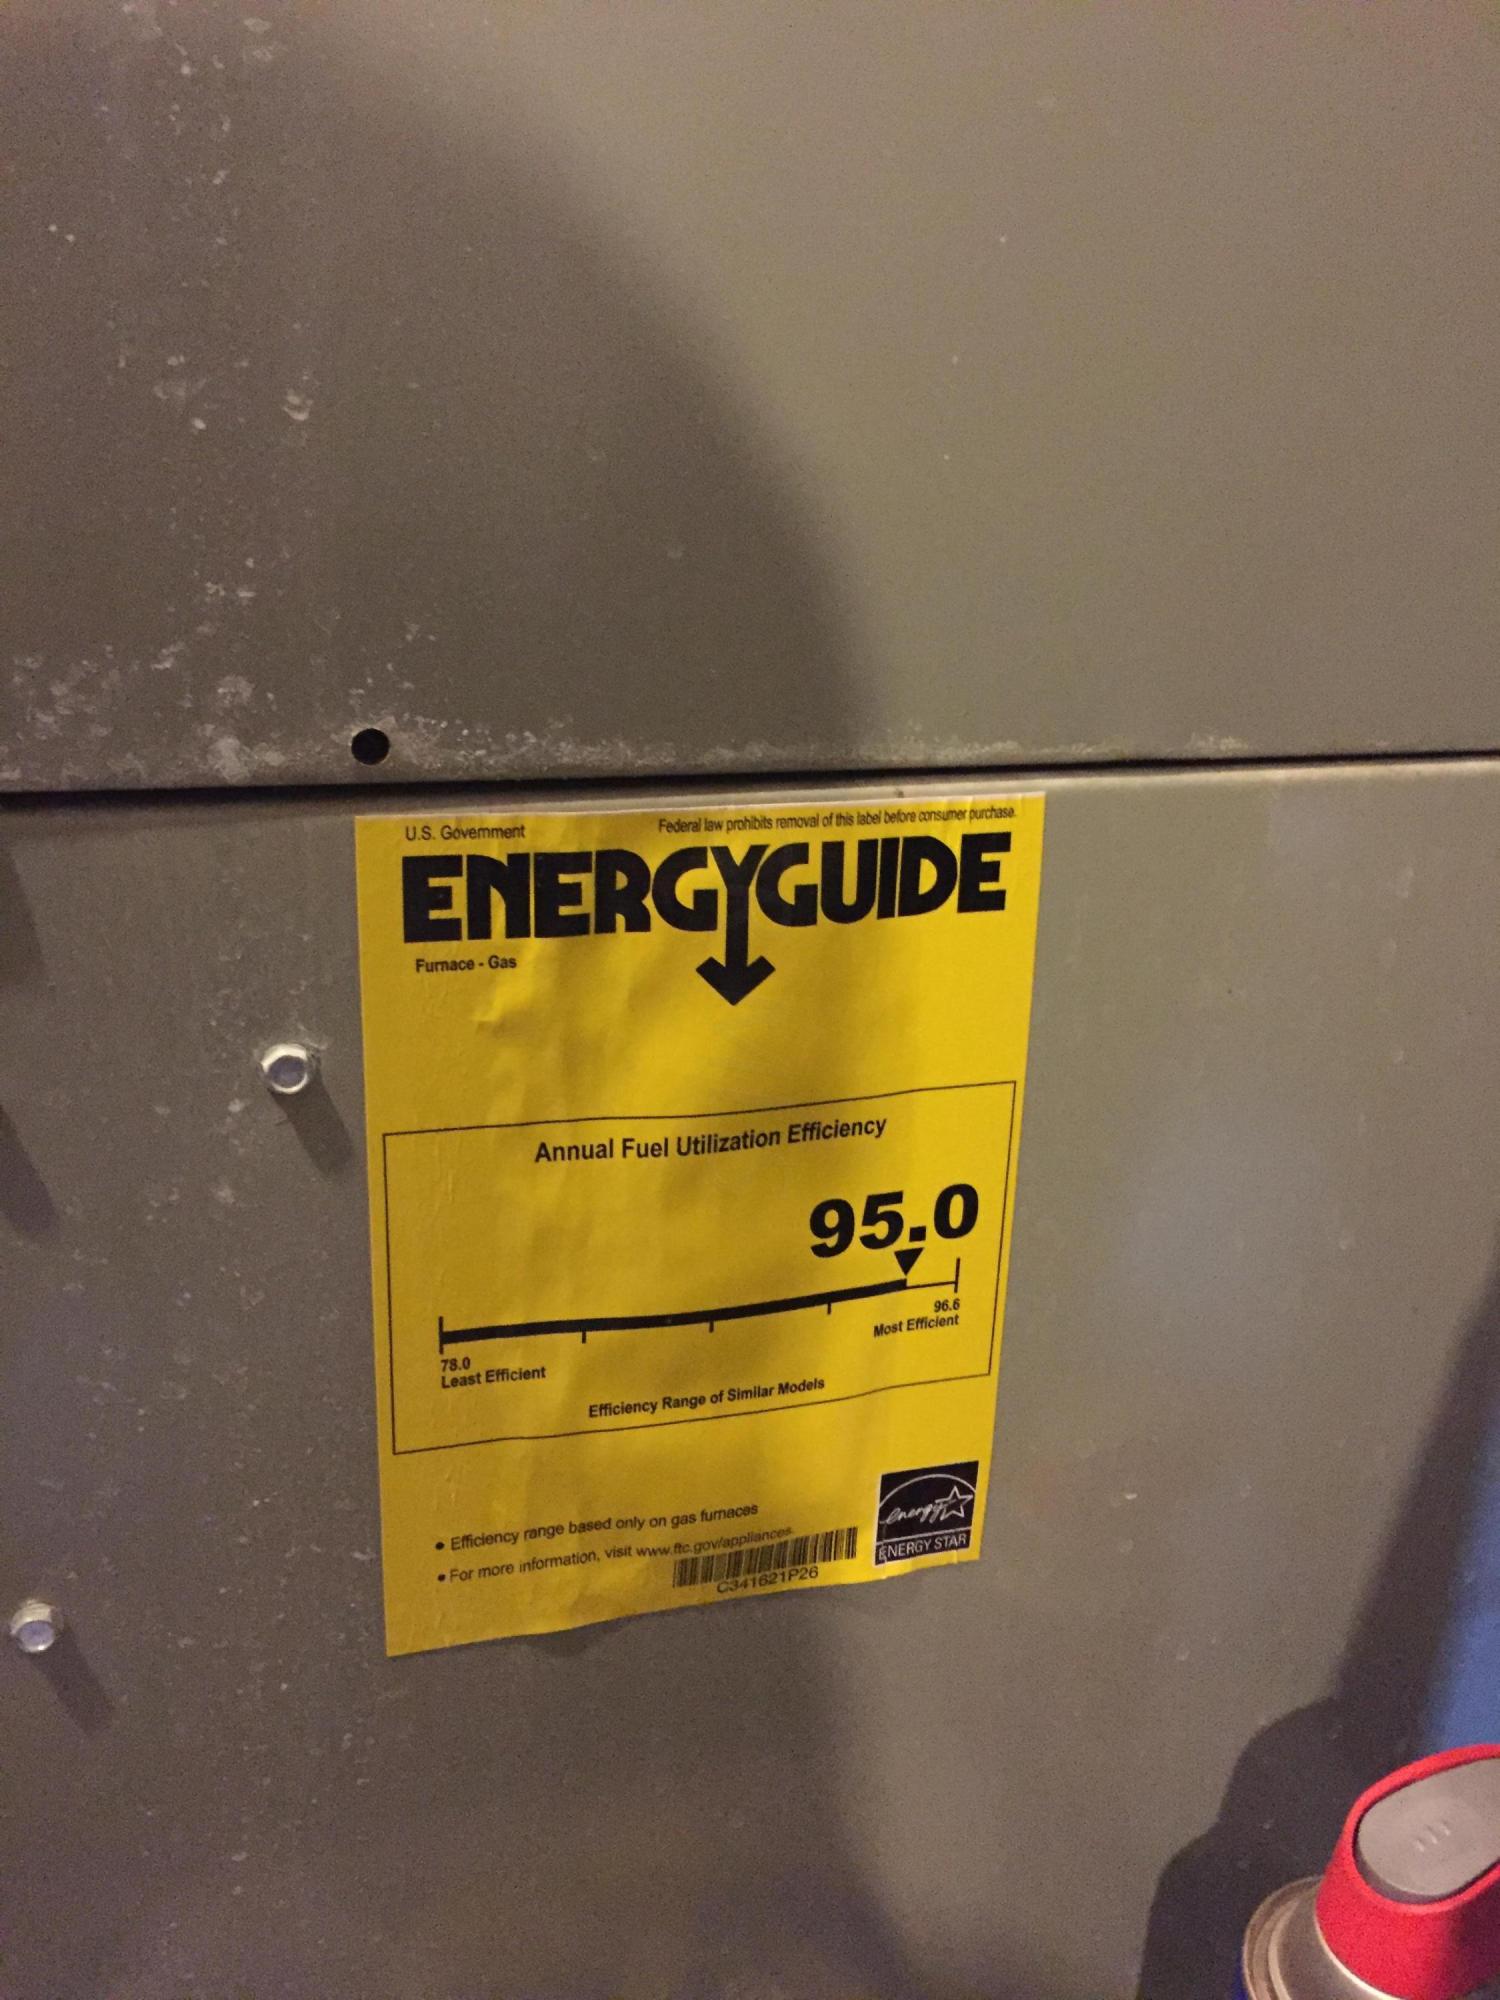 U.S. Government
Federal law prohibits removal of this label before consumer purchase.
ENERGYGUIDE
Furnace - Gas
Annual Fuel Utilization Efficiency
95.0
96.6
Most Efficient
78.0
Least Efficient
Efficiency Range of Similar Models
• Efficiency range based only on gas furnaces
• For more information, visit www.ftc.gov/appliances.
C341621P26
energy
ENERGY STAR